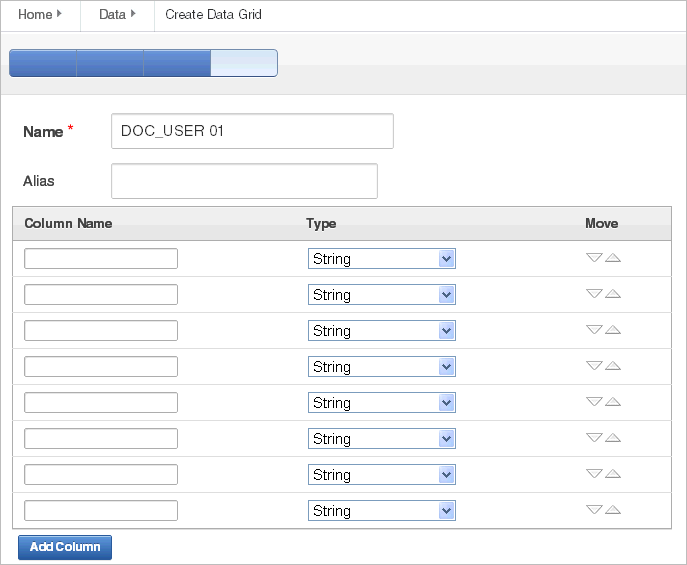 Home Data Create Data Grid
Name * DOC_USER 01
Alias
Column Name Type Move
String
String
String
String
String
String
String
String
Add Column